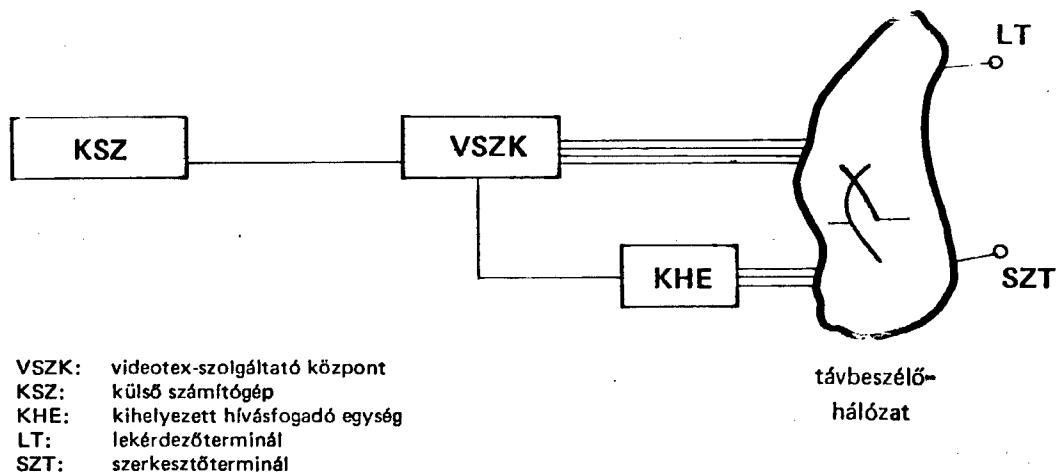 LT
KSZ
VSZK
KHE
SZT
távbeszélő-
hálózat
VSZK: videotex-szolgáltató központ
KSZ: külső számítógép
KHE: kihelyezett hívásfogadó egység
LT: lekérdezőterminál
SZT: szerkesztőterminál